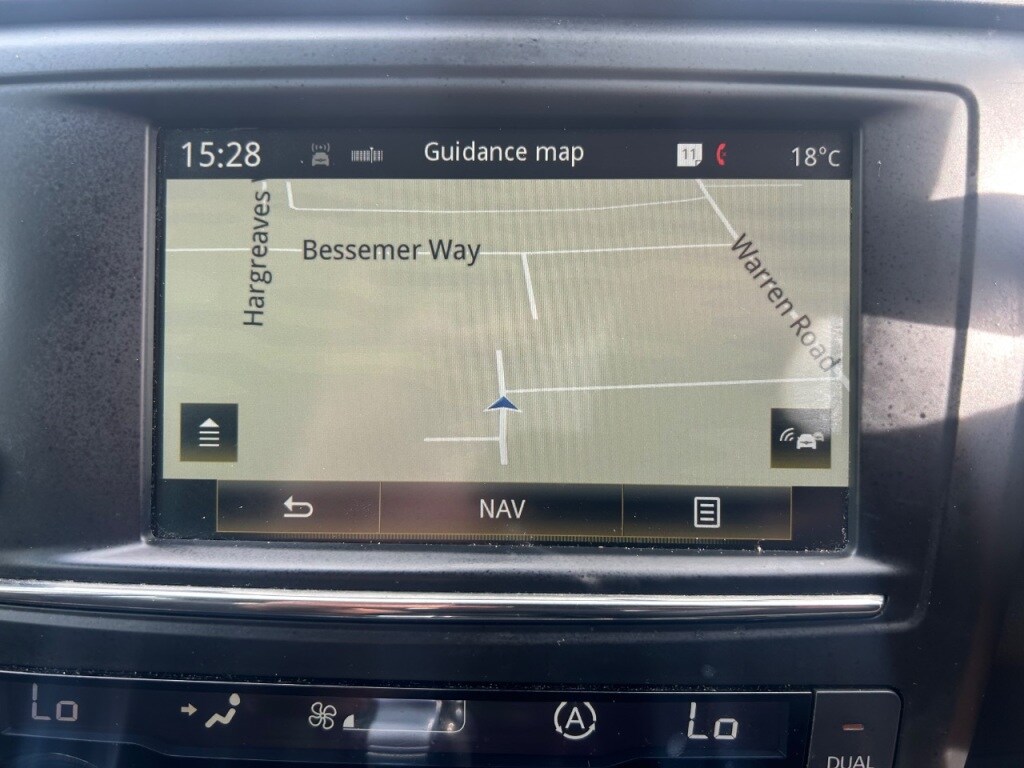 15:28 Guidance map 11 18°C
Hargreaves
Bessemer Way
Warren Road
NAV
Lo A Lo
DUAL